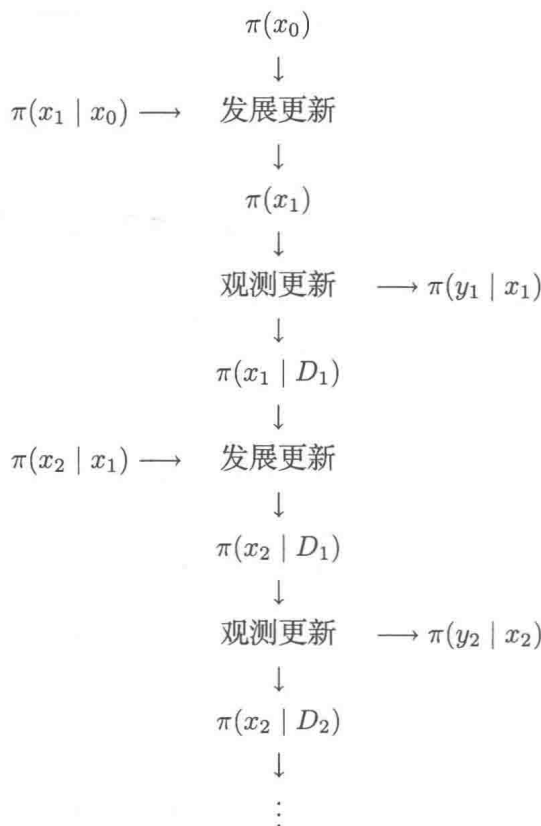 π(x₀)
↓
π(x₁ | x₀) ⟶ 发展更新
↓
π(x₁)
↓
观测更新 ⟶ π(y₁ | x₁)
↓
π(x₁ | D₁)
↓
π(x₂ | x₁) ⟶ 发展更新
↓
π(x₂ | D₁)
↓
观测更新 ⟶ π(y₂ | x₂)
↓
π(x₂ | D₂)
↓
⋮